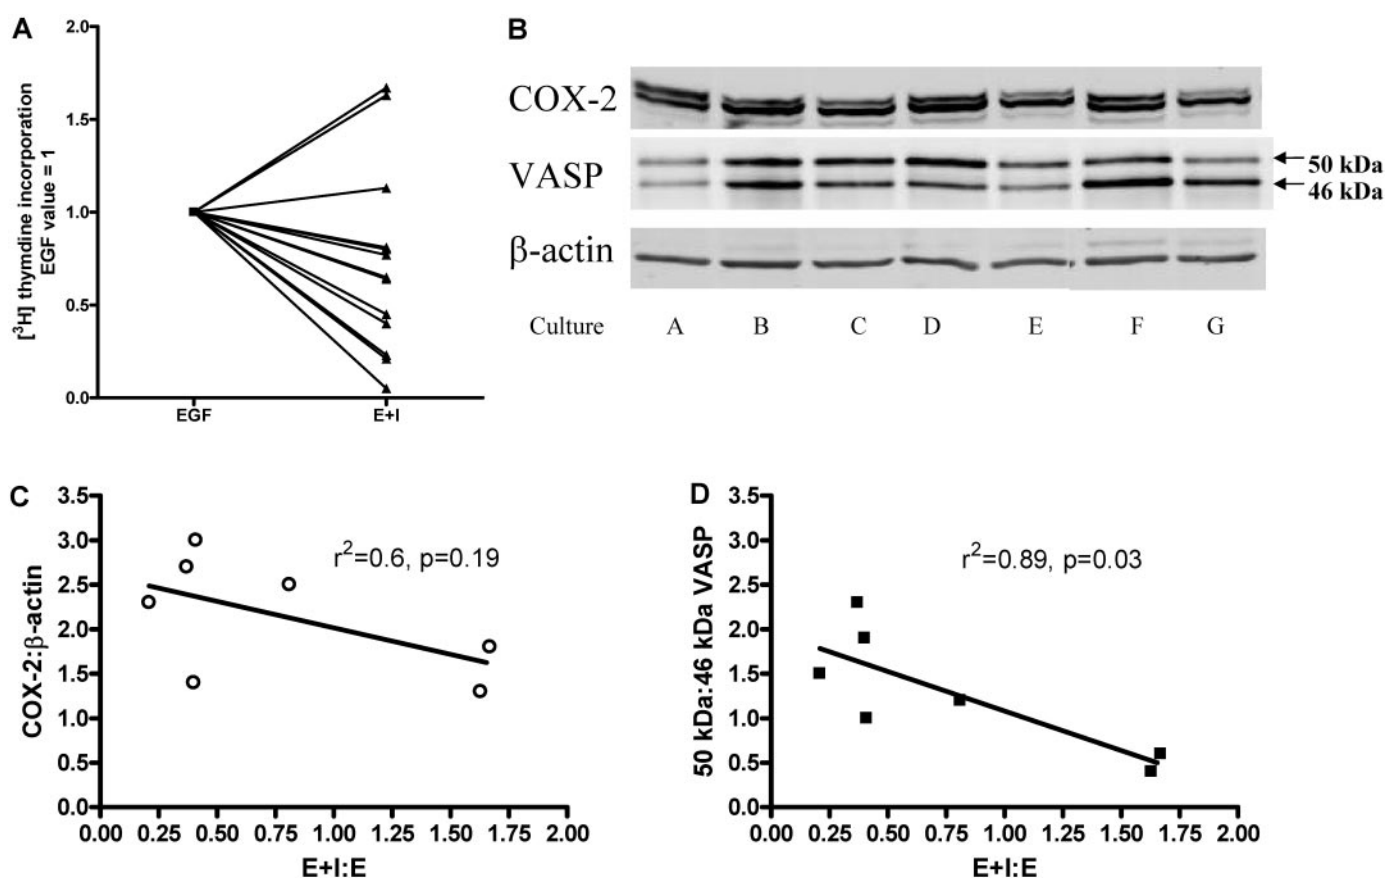 A
2.0
1.5
1.0
0.5
0.0
[³H] thymidine incorporation
EGF value = 1
EGF
E+I
B
COX-2
VASP
50 kDa
46 kDa
β-actin
Culture A B C D E F G
C
3.5
3.0
2.5
2.0
1.5
1.0
0.5
0.0
COX-2:β-actin
r²=0.6, p=0.19
0.00 0.25 0.50 0.75 1.00 1.25 1.50 1.75 2.00
E+I:E
D
3.5
3.0
2.5
2.0
1.5
1.0
0.5
0.0
50 kDa:46 kDa VASP
r²=0.89, p=0.03
0.00 0.25 0.50 0.75 1.00 1.25 1.50 1.75 2.00
E+I:E